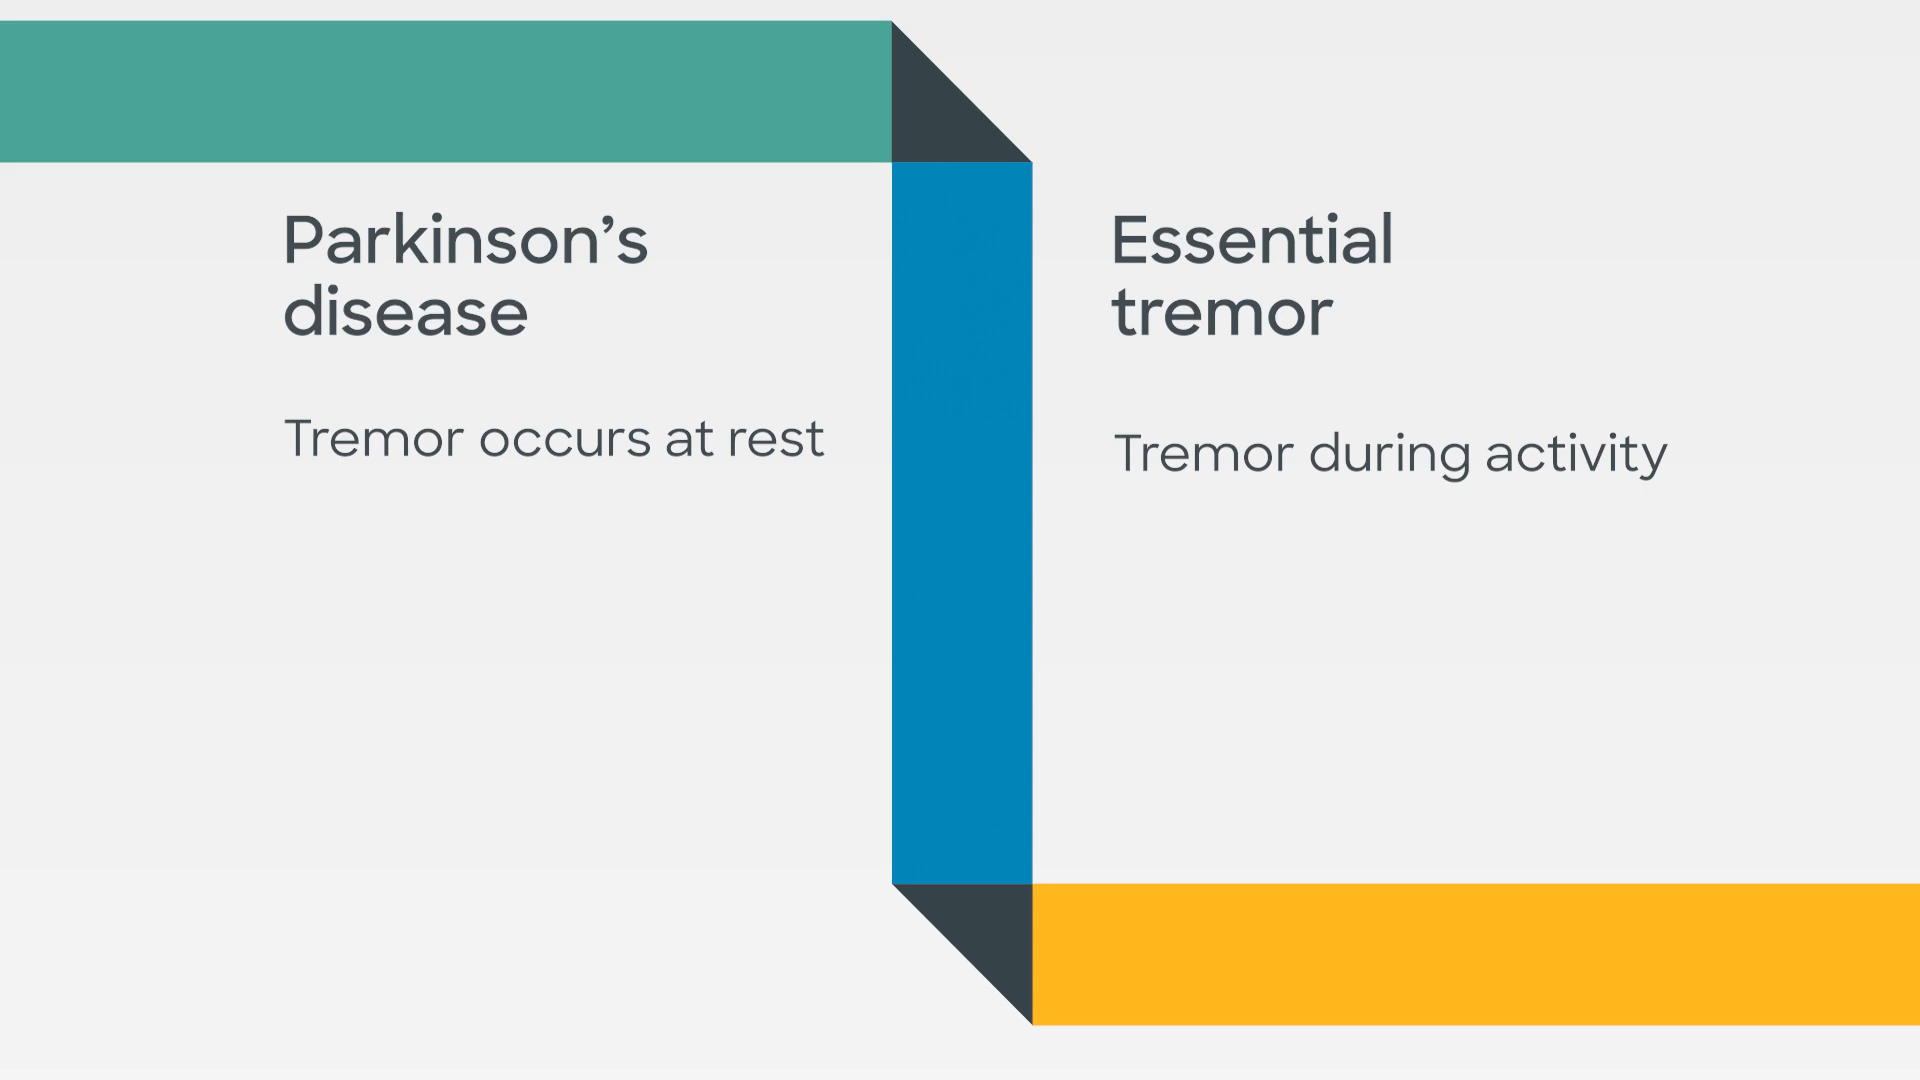 Parkinson’s
disease
Tremor occurs at rest
Essential
tremor
Tremor during activity